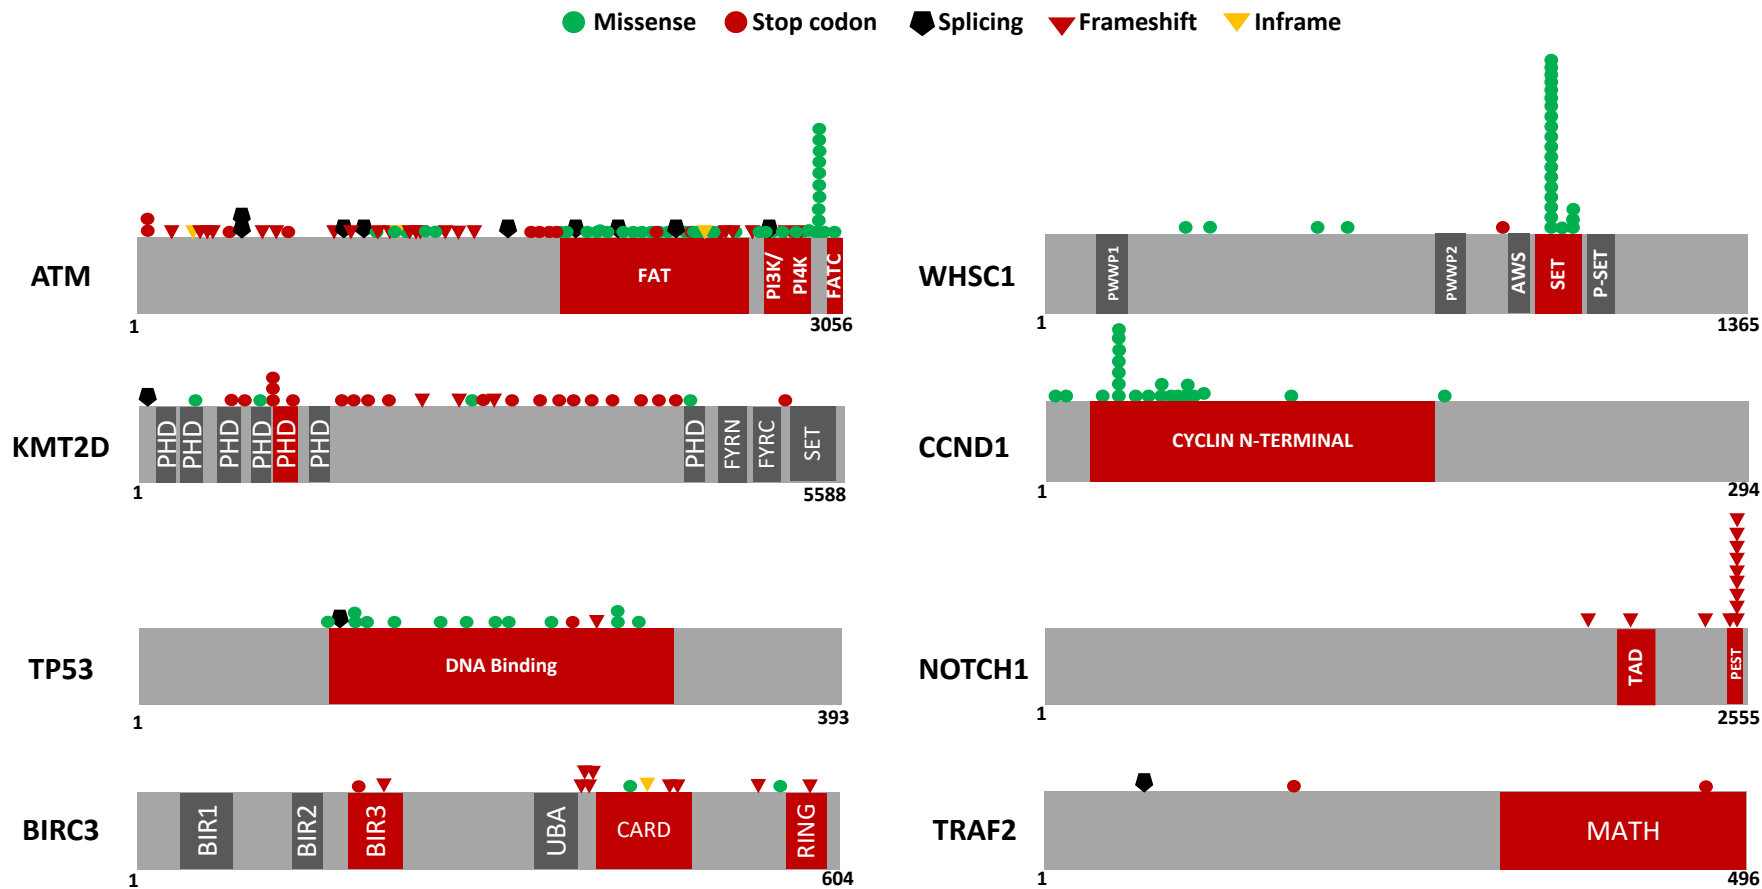 Missense Stop codon Splicing Frameshift Inframe
ATM
FAT
PI3K/
PI4K
FATC
1
3056
WHSC1
PWWP1
PWWP2
AWS
SET
P-SET
1
1365
KMT2D
PHD
PHD
PHD
PHD
PHD
PHD
PHD
FYRN
FYRC
SET
1
5588
CCND1
CYCLIN N-TERMINAL
1
294
TP53
DNA Binding
1
393
NOTCH1
TAD
PEST
1
2555
BIRC3
BIR1
BIR2
BIR3
UBA
CARD
RING
1
604
TRAF2
MATH
1
496